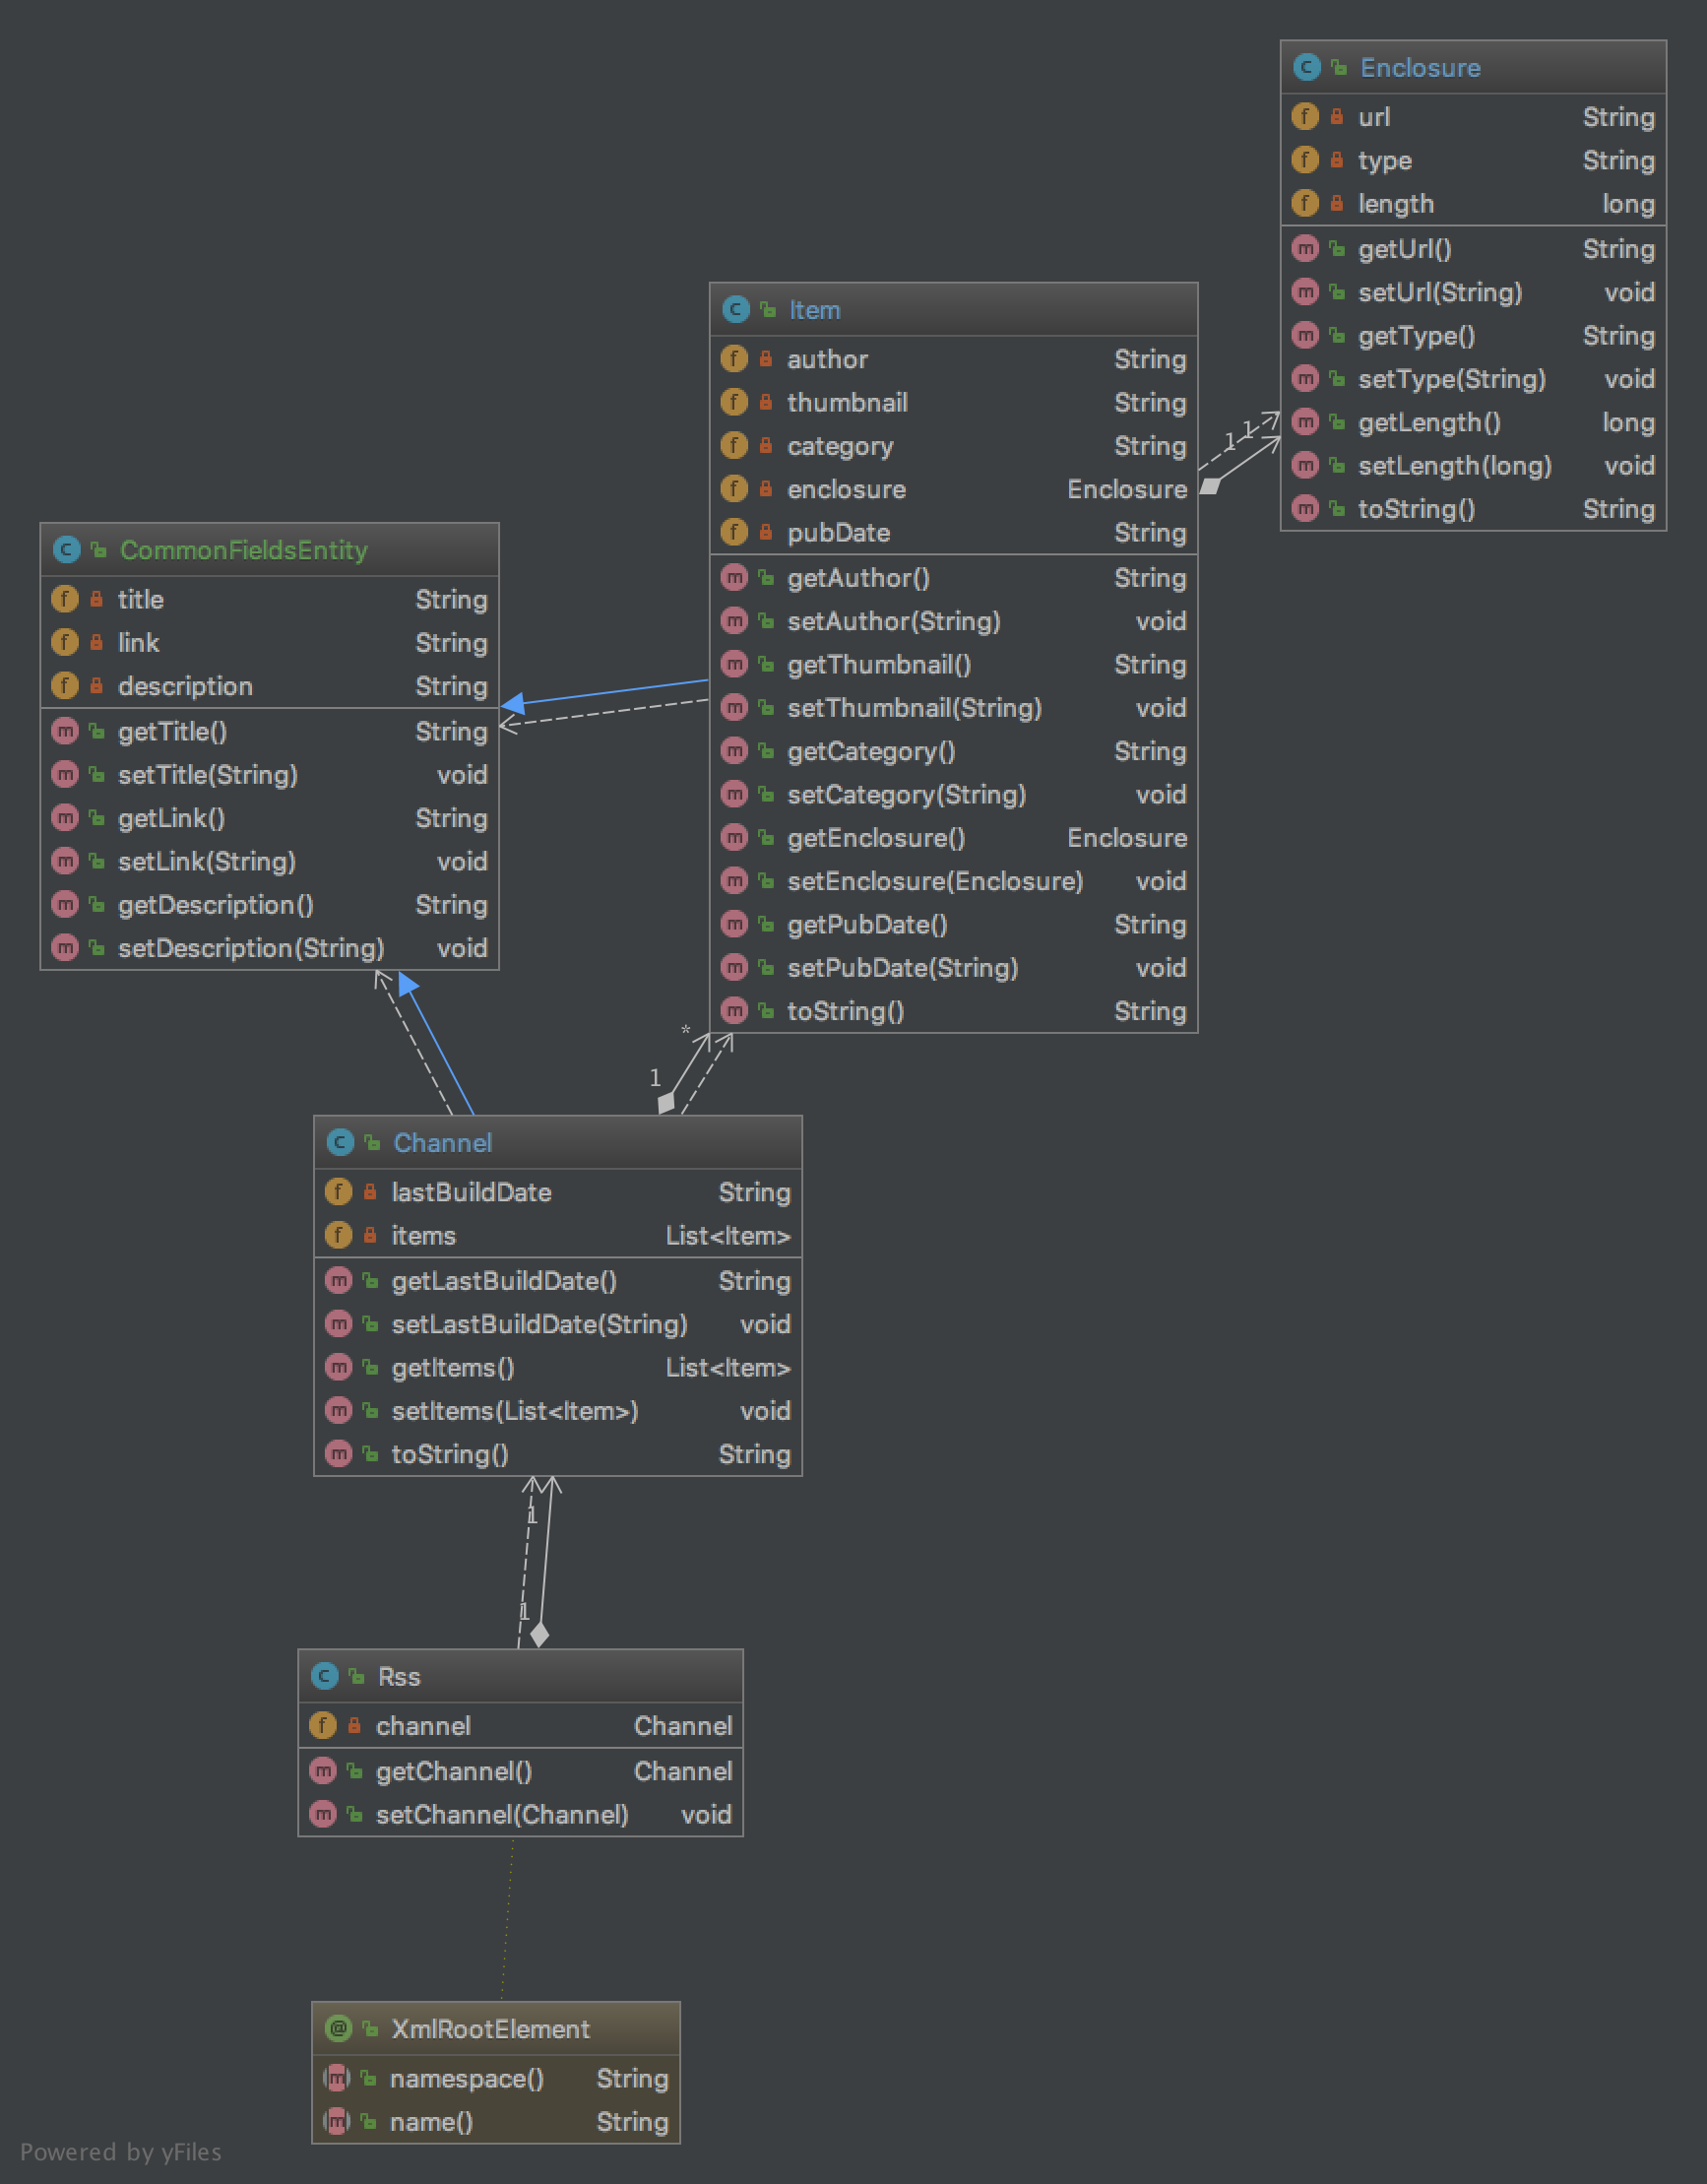 C Enclosure
f url String
f type String
f length long
m getUrl() String
m setUrl(String) void
m getType() String
m setType(String) void
m getLength() long
m setLength(long) void
m toString() String
C Item
f author String
f thumbnail String
f category String
f enclosure Enclosure
f pubDate String
m getAuthor() String
m setAuthor(String) void
m getThumbnail() String
m setThumbnail(String) void
m getCategory() String
m setCategory(String) void
m getEnclosure() Enclosure
m setEnclosure(Enclosure) void
m getPubDate() String
m setPubDate(String) void
m toString() String
1 1
C CommonFieldsEntity
f title String
f link String
f description String
m getTitle() String
m setTitle(String) void
m getLink() String
m setLink(String) void
m getDescription() String
m setDescription(String) void
*
1
C Channel
f lastBuildDate String
f items List<Item>
m getLastBuildDate() String
m setLastBuildDate(String) void
m getItems() List<Item>
m setItems(List<Item>) void
m toString() String
1
1
C Rss
f channel Channel
m getChannel() Channel
m setChannel(Channel) void
@ XmlRootElement
m namespace() String
m name() String
Powered by yFiles